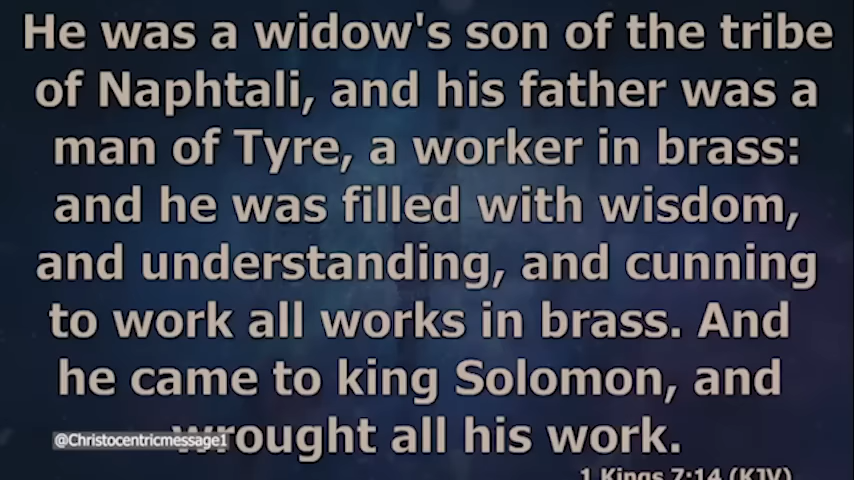 He was a widow's son of the tribe
of Naphtali, and his father was a
man of Tyre, a worker in brass:
and he was filled with wisdom,
and understanding, and cunning
to work all works in brass. And
he came to king Solomon, and
wrought all his work.
@Christocentricmessage1
1 Kings 7:14 (KJV)